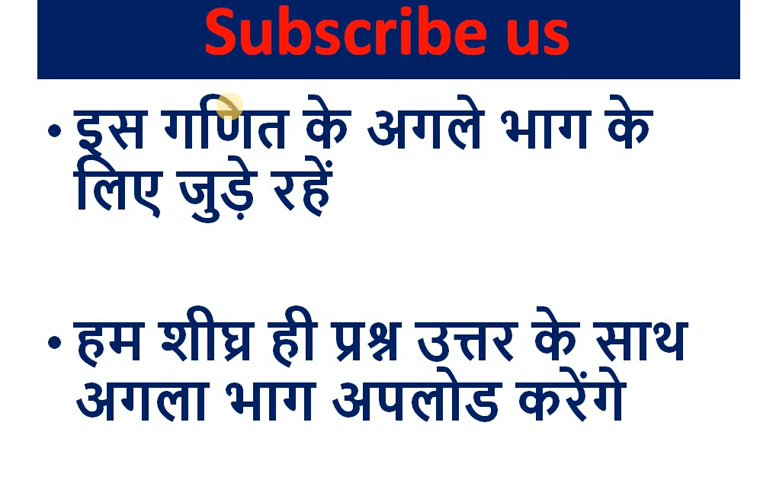 Subscribe us
• इस गणित के अगले भाग के
लिए जुड़े रहें
• हम शीघ्र ही प्रश्न उत्तर के साथ
अगला भाग अपलोड करेंगे